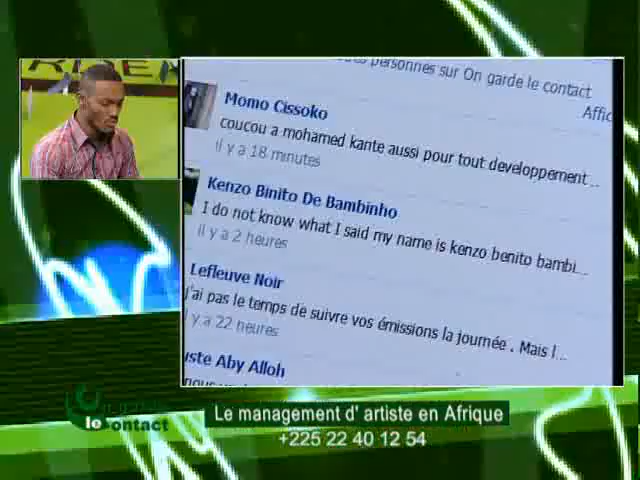 personnes sur On garde le contact
Affic
Momo Cissoko
coucou a mohamed kante aussi pour tout developpement ..
il y a 18 minutes
Kenzo Binito De Bambinho
I do not know what I said my name is kenzo benito bambi...
il y a 2 heures
Lefleuve Noir
J'ai pas le temps de suivre vos émissions la journée . Mais l...
il y a 22 heures
uste Aby Alloh
le contact
Le management d' artiste en Afrique
+225 22 40 12 54